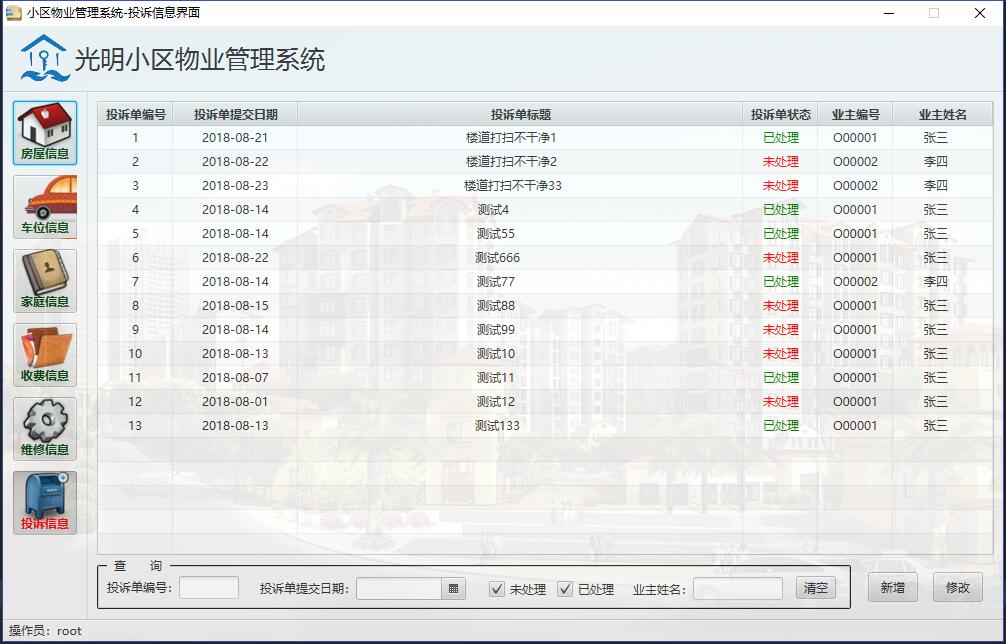 小区物业管理系统-投诉信息界面
光明小区物业管理系统
房屋信息
车位信息
家庭信息
收费信息
维修信息
投诉信息
投诉单编号 投诉单提交日期 投诉单标题 投诉单状态 业主编号 业主姓名
1 2018-08-21 楼道打扫不干净1 已处理 O00001 张三
2 2018-08-22 楼道打扫不干净2 未处理 O00002 李四
3 2018-08-23 楼道打扫不干净33 未处理 O00002 李四
4 2018-08-14 测试4 已处理 O00001 张三
5 2018-08-14 测试55 已处理 O00001 张三
6 2018-08-22 测试666 未处理 O00001 张三
7 2018-08-14 测试77 已处理 O00002 李四
8 2018-08-15 测试88 未处理 O00001 张三
9 2018-08-14 测试99 未处理 O00001 张三
10 2018-08-13 测试10 未处理 O00001 张三
11 2018-08-07 测试11 已处理 O00001 张三
12 2018-08-01 测试12 未处理 O00001 张三
13 2018-08-13 测试133 已处理 O00001 张三
查 询
投诉单编号: 投诉单提交日期: 未处理 已处理 业主姓名: 清空 新增 修改
操作员: root